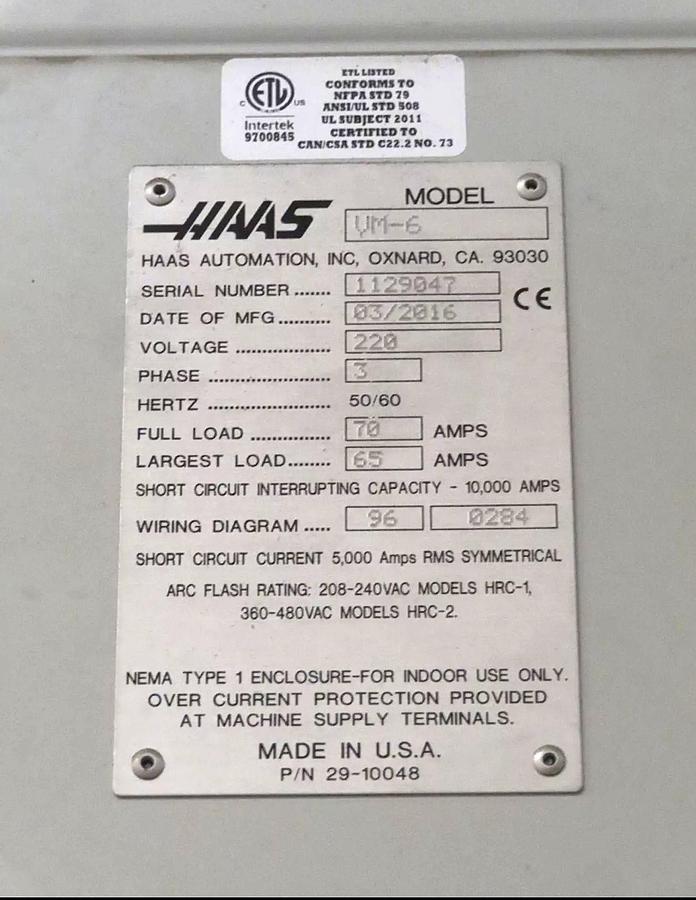 ETL LISTED
CONFORMS TO
NFPA STD 79
ANSI/UL STD 508
UL SUBJECT 2011
CERTIFIED TO
CAN/CSA STD C22.2 NO. 73
C ETL US
Intertek
9700845
HAAS
MODEL
VM-6
HAAS AUTOMATION, INC, OXNARD, CA. 93030
SERIAL NUMBER ....... 1129047
CE
DATE OF MFG .......... 03/2016
VOLTAGE .................. 220
PHASE ....................... 3
HERTZ ....................... 50/60
FULL LOAD ............... 70 AMPS
LARGEST LOAD........ 65 AMPS
SHORT CIRCUIT INTERRUPTING CAPACITY - 10,000 AMPS
WIRING DIAGRAM ..... 96 0284
SHORT CIRCUIT CURRENT 5,000 Amps RMS SYMMETRICAL
ARC FLASH RATING: 208-240VAC MODELS HRC-1,
360-480VAC MODELS HRC-2.
NEMA TYPE 1 ENCLOSURE-FOR INDOOR USE ONLY.
OVER CURRENT PROTECTION PROVIDED
AT MACHINE SUPPLY TERMINALS.
MADE IN U.S.A.
P/N 29-10048